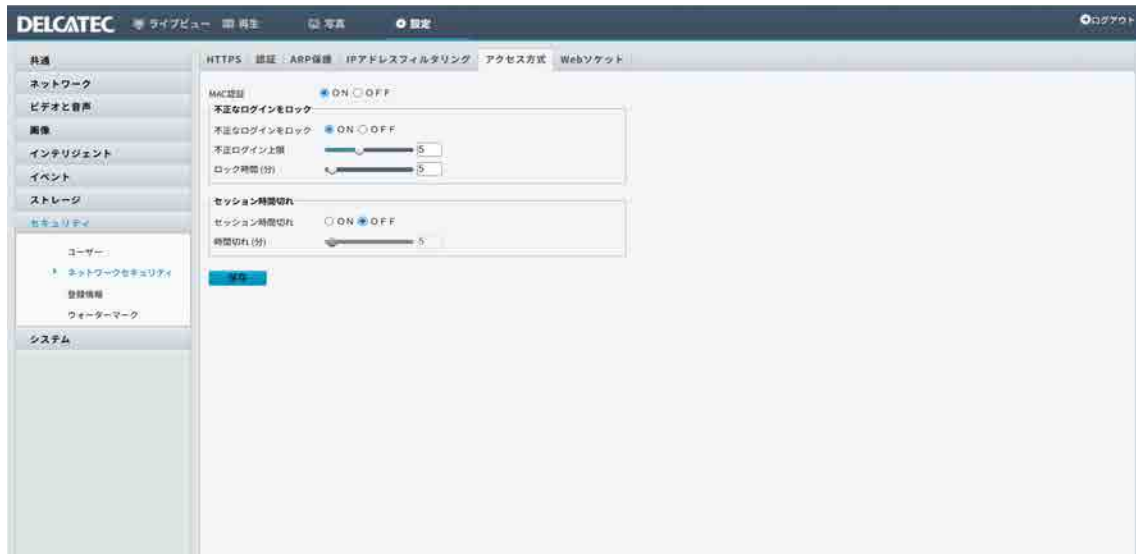 DELCATEC ライブビュー 再生 写真 設定 ログアウト
共通
ネットワーク
ビデオと音声
画像
インテリジェント
イベント
ストレージ
セキュリティ
ユーザー
ネットワークセキュリティ
登録情報
ウォーターマーク
システム
HTTPS 認証 ARP保護 IPアドレスフィルタリング アクセス方式 Webソケット
MAC認証 ON OFF
不正なログインをロック
不正なログインをロック ON OFF
不正ログイン上限 5
ロック時間(分) 5
セッション時間切れ
セッション時間切れ ON OFF
時間切れ(分) 5
保存